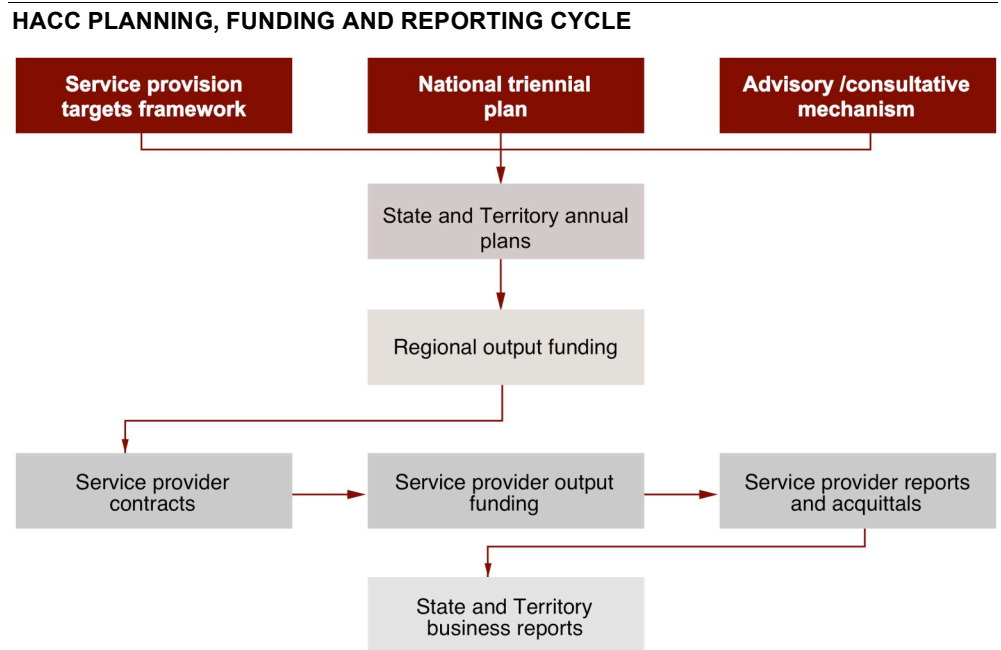 HACC PLANNING, FUNDING AND REPORTING CYCLE
Service provision
targets framework
National triennial
plan
Advisory /consultative
mechanism
State and Territory annual
plans
Regional output funding
Service provider
contracts
Service provider output
funding
Service provider reports
and acquittals
State and Territory
business reports